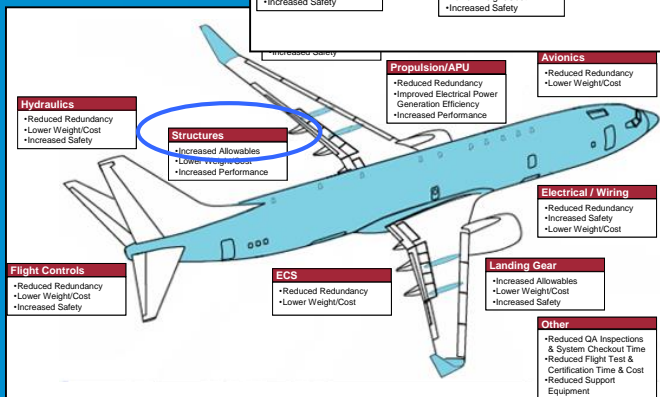 •Increased Safety
•Increased Safety
Avionics
•Reduced Redundancy
•Lower Weight/Cost
Propulsion/APU
•Reduced Redundancy
•Improved Electrical Power
Generation Efficiency
•Increased Performance
Hydraulics
•Reduced Redundancy
•Lower Weight/Cost
•Increased Safety
Structures
•Increased Allowables
•Lower Weight/Cost
•Increased Performance
Electrical / Wiring
•Reduced Redundancy
•Increased Safety
•Lower Weight/Cost
Flight Controls
•Reduced Redundancy
•Lower Weight/Cost
•Increased Safety
ECS
•Reduced Redundancy
•Lower Weight/Cost
Landing Gear
•Increased Allowables
•Lower Weight/Cost
•Increased Safety
Other
•Reduced QA Inspections
& System Checkout Time
•Reduced Flight Test &
Certification Time & Cost
•Reduced Support
Equipment